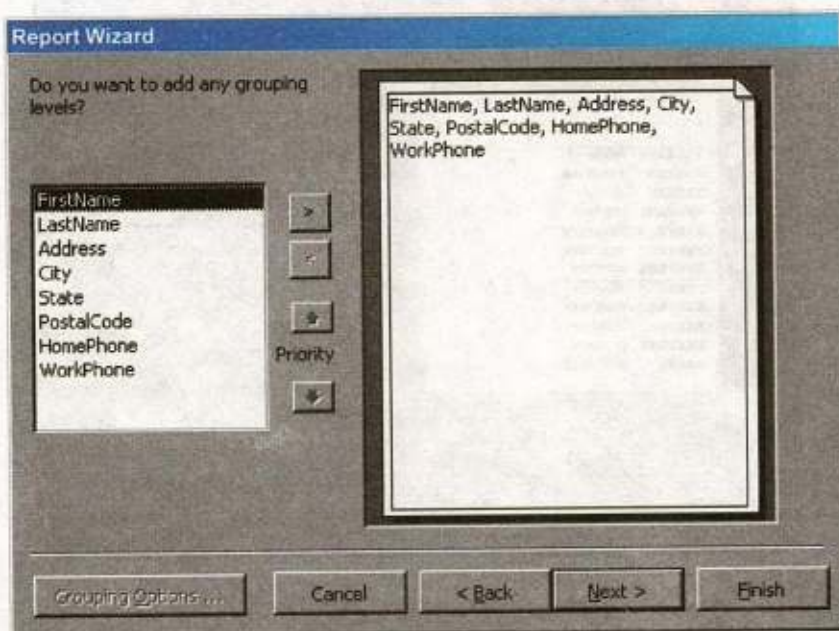 Report Wizard
Do you want to add any grouping
levels?
FirstName
LastName
Address
City
State
PostalCode
HomePhone
WorkPhone
>
<
Priority
FirstName, LastName, Address, City,
State, PostalCode, HomePhone,
WorkPhone
Grouping Options ...
Cancel
< Back
Next >
Finish